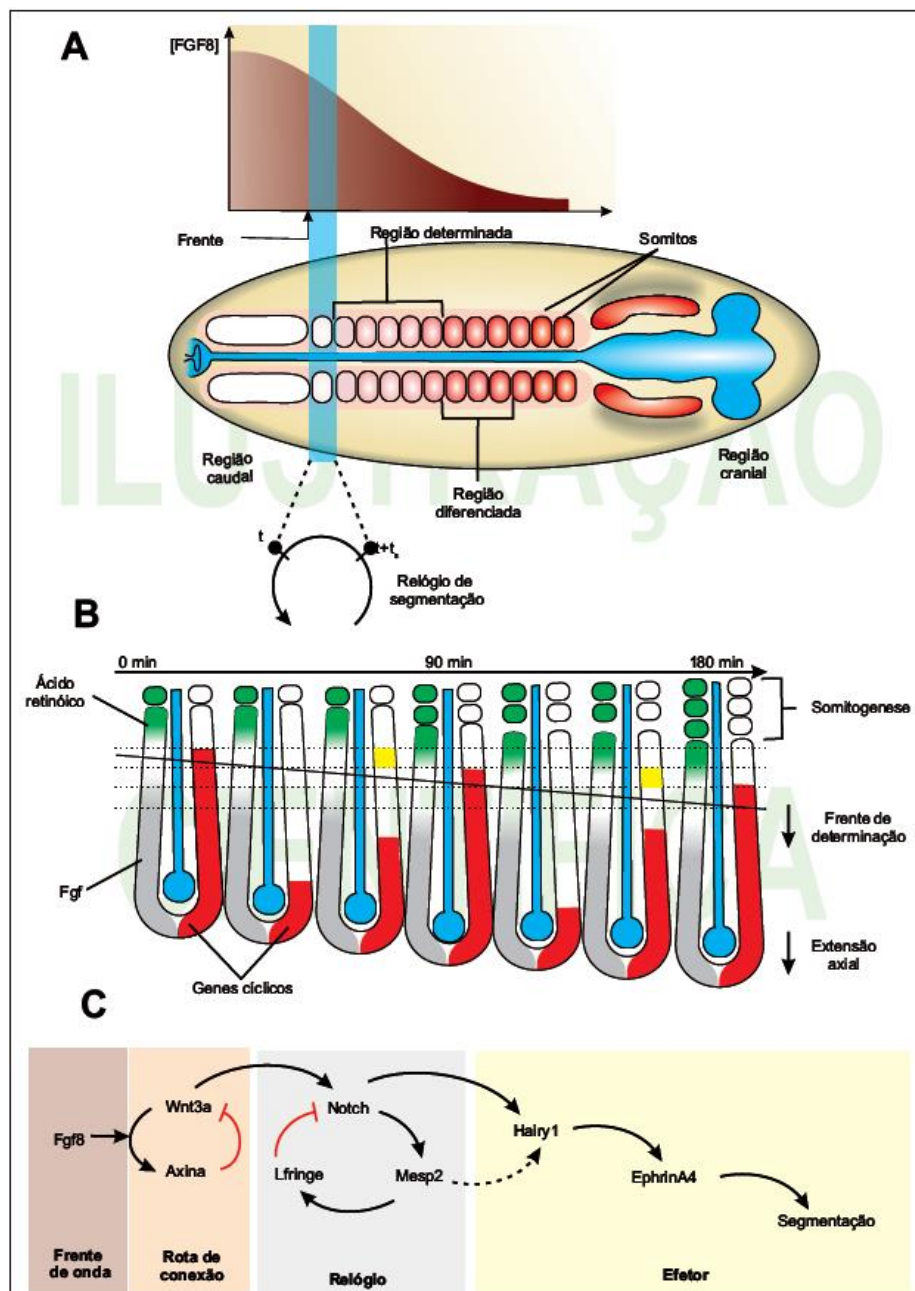 A
[FGF8]
Frente
Região determinada
Somitos
ILUSTRAÇÃO
Região
caudal
Região
cranial
Região
diferenciada
t
t+tₛ
Relógio de
segmentação
B
0 min
90 min
180 min
Ácido
retinóico
Somitogenese
Frente de
determinação
Fgf
Extensão
axial
Genes cíclicos
C
Wnt3a
Notch
Fgf8
Hairy1
Axina
Lfringe
Mesp2
EphrinA4
Segmentação
Frente
de onda
Rota de
conexão
Relógio
Efetor